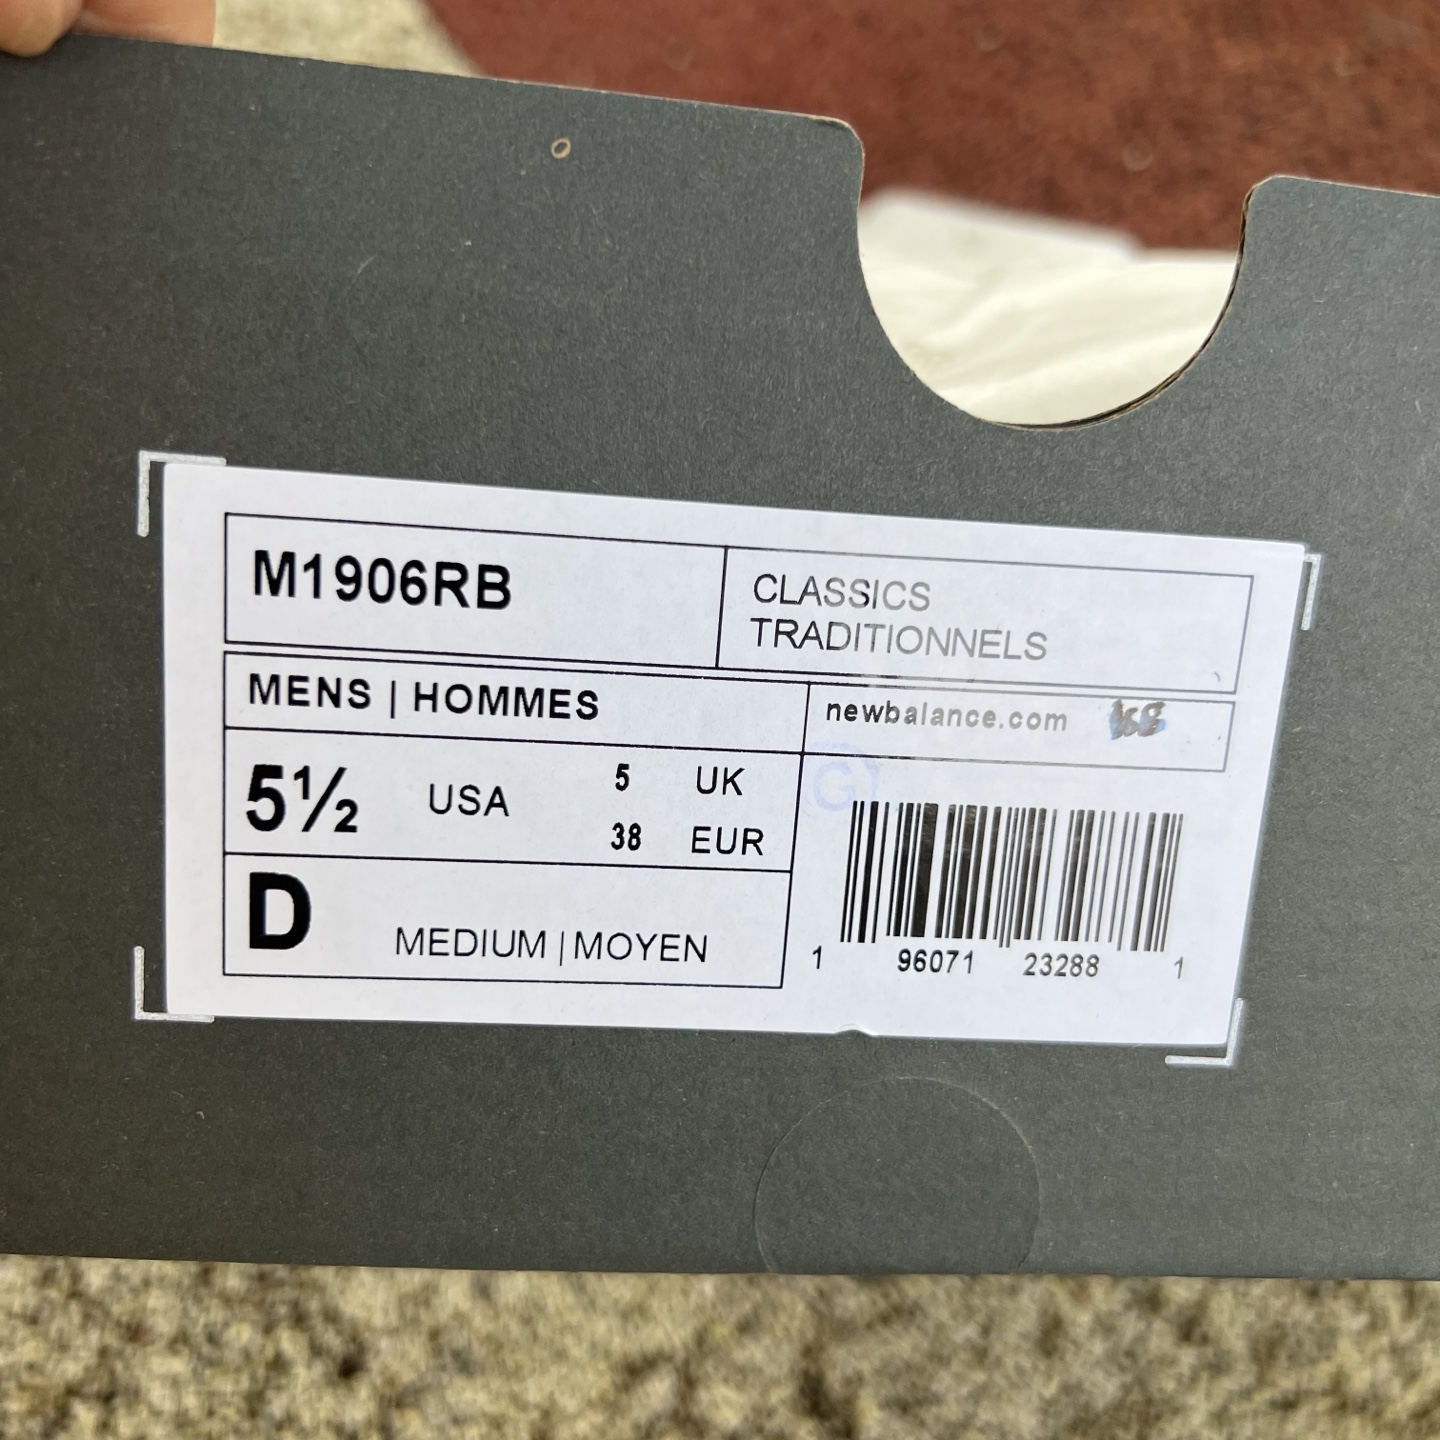 M1906RB
CLASSICS
TRADITIONNELS
MENS | HOMMES
newbalance.com
5½ USA 5 UK
38 EUR
G
D MEDIUM | MOYEN
1 96071 23288 1